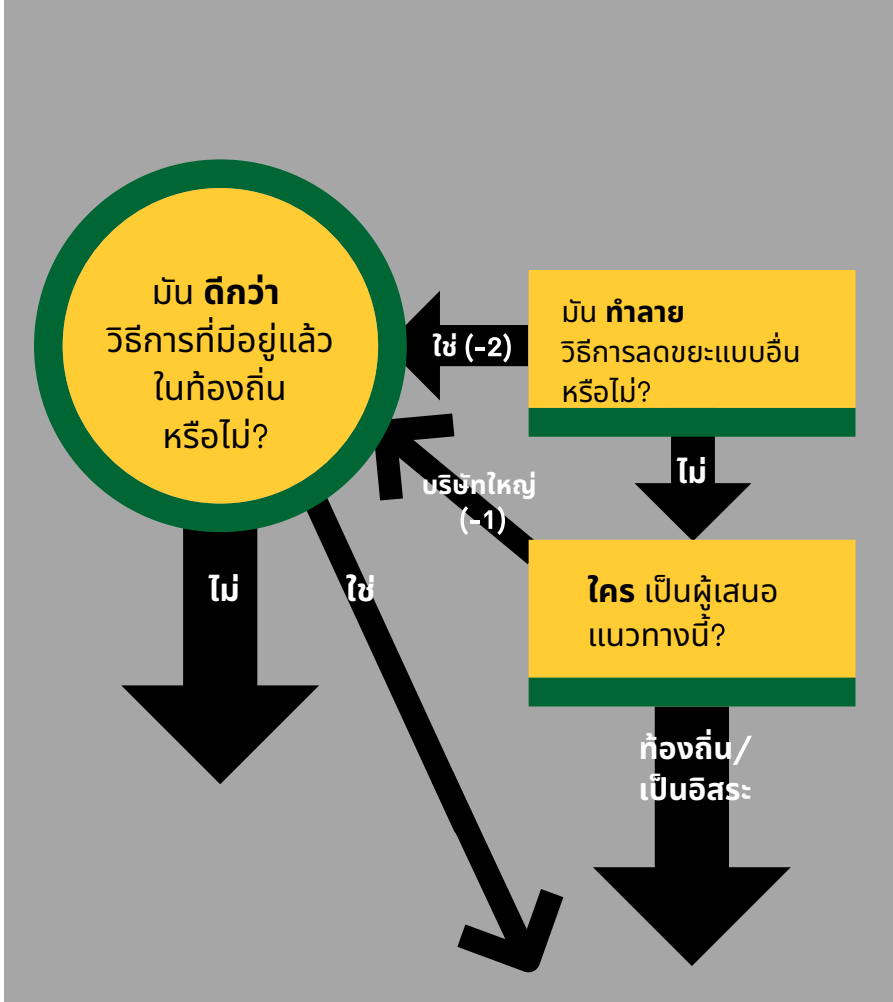 มัน ดีกว่า
วิธีการที่มีอยู่แล้ว
ในท้องถิ่น
หรือไม่?
ใช่ (-2)
มัน ทำลาย
วิธีการลดขยะแบบอื่น
หรือไม่?
ไม่
บริษัทใหญ่
(-1)
ใคร เป็นผู้เสนอ
แนวทางนี้?
ไม่
ใช่
ท้องถิ่น/
เป็นอิสระ